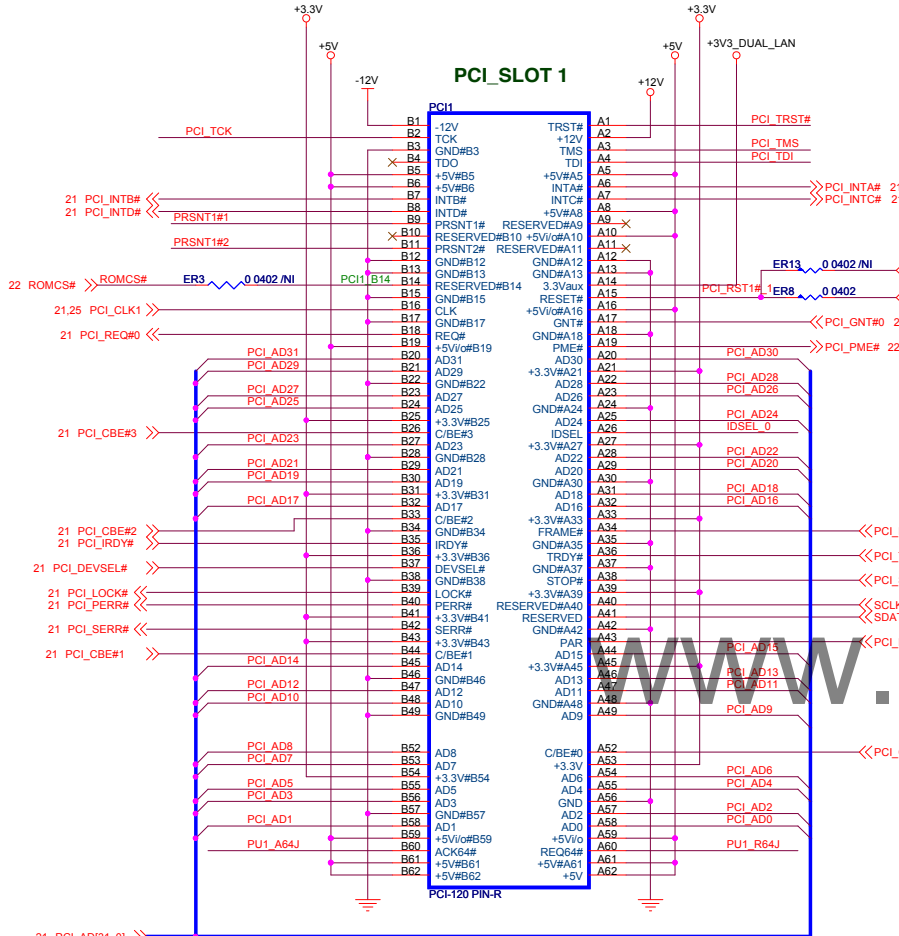 +3.3V +3.3V
+5V +5V +3V3_DUAL_LAN
-12V PCI_SLOT 1 +12V
PCI1
B1 -12V TRST# A1 PCI_TRST#
PCI_TCK B2 TCK +12V A2
B3 GND#B3 TMS A3 PCI_TMS
B4 TDO TDI A4 PCI_TDI
B5 +5V#B5 +5V#A5 A5
B6 +5V#B6 INTA# A6 PCI_INTA# 21
21 PCI_INTB# B7 INTB# INTC# A7 PCI_INTC# 21
21 PCI_INTD# B8 INTD# +5V#A8 A8
PRSNT1#1 B9 PRSNT1# RESERVED#A9 A9
B10 RESERVED#B10 +5Vi/o#A10 A10
PRSNT1#2 B11 PRSNT2# RESERVED#A11 A11
B12 GND#B12 GND#A12 A12
B13 GND#B13 GND#A13 A13 ER13 0 0402 /NI
22 ROMCS# ROMCS# ER3 0 0402 /NI PCI1_B14 B14 RESERVED#B14 3.3Vaux A14
B15 GND#B15 RESET# A15 PCI_RST1#_1 ER8 0 0402
21,25 PCI_CLK1 B16 CLK +5Vi/o#A16 A16
B17 GND#B17 GNT# A17 PCI_GNT#0 2
21 PCI_REQ#0 B18 REQ# GND#A18 A18
B19 +5Vi/o#B19 PME# A19 PCI_PME# 22
PCI_AD31 B20 AD31 AD30 A20 PCI_AD30
PCI_AD29 B21 AD29 +3.3V#A21 A21
B22 GND#B22 AD28 A22 PCI_AD28
PCI_AD27 B23 AD27 AD26 A23 PCI_AD26
PCI_AD25 B24 AD25 GND#A24 A24
B25 +3.3V#B25 AD24 A25 PCI_AD24
21 PCI_CBE#3 B26 C/BE#3 IDSEL A26 IDSEL_0
PCI_AD23 B27 AD23 +3.3V#A27 A27
B28 GND#B28 AD22 A28 PCI_AD22
PCI_AD21 B29 AD21 AD20 A29 PCI_AD20
PCI_AD19 B30 AD19 GND#A30 A30
B31 +3.3V#B31 AD18 A31 PCI_AD18
PCI_AD17 B32 AD17 AD16 A32 PCI_AD16
B33 C/BE#2 +3.3V#A33 A33
21 PCI_CBE#2 B34 GND#B34 FRAME# A34 PCI_
21 PCI_IRDY# B35 IRDY# GND#A35 A35
B36 +3.3V#B36 TRDY# A36 PCI_
21 PCI_DEVSEL# B37 DEVSEL# GND#A37 A37
B38 GND#B38 STOP# A38 PCI_
21 PCI_LOCK# B39 LOCK# +3.3V#A39 A39
21 PCI_PERR# B40 PERR# RESERVED#A40 A40 SCLK
B41 +3.3V#B41 RESERVED A41 SDAT
21 PCI_SERR# B42 SERR# GND#A42 A42
B43 +3.3V#B43 PAR A43 PCI_
21 PCI_CBE#1 B44 C/BE#1 AD15 A44 PCI_AD15
PCI_AD14 B45 AD14 +3.3V#A45 A45
B46 GND#B46 AD13 A46 PCI_AD13
PCI_AD12 B47 AD12 AD11 A47 PCI_AD11
PCI_AD10 B48 AD10 GND#A48 A48
B49 GND#B49 AD9 A49 PCI_AD9
www.
PCI_AD8 B52 AD8 C/BE#0 A52 PCI_
PCI_AD7 B53 AD7 +3.3V A53
B54 +3.3V#B54 AD6 A54 PCI_AD6
PCI_AD5 B55 AD5 AD4 A55 PCI_AD4
PCI_AD3 B56 AD3 GND A56
B57 GND#B57 AD2 A57 PCI_AD2
PCI_AD1 B58 AD1 AD0 A58 PCI_AD0
B59 +5Vi/o#B59 +5Vi/o A59
PU1_A64J B60 ACK64# REQ64# A60 PU1_R64J
B61 +5V#B61 +5V#A61 A61
B62 +5V#B62 +5V A62
PCI-120 PIN-R
21 PCI_AD[31..0]